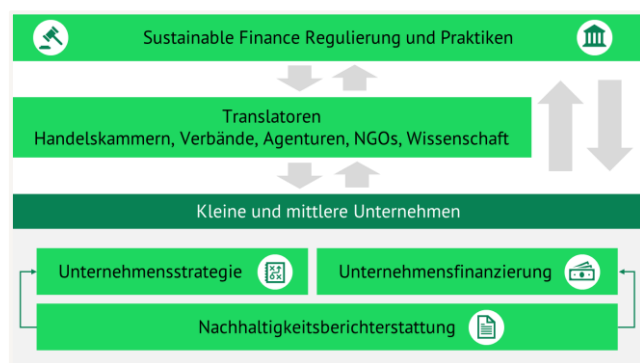 Sustainable Finance Regulierung und Praktiken
Translatoren
Handelskammern, Verbände, Agenturen, NGOs, Wissenschaft
Kleine und mittlere Unternehmen
Unternehmensstrategie
Unternehmensfinanzierung
Nachhaltigkeitsberichterstattung